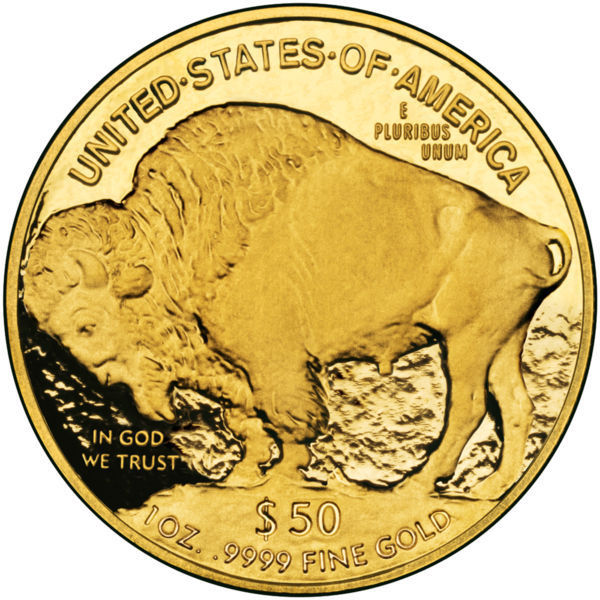 UNITED·STATES·OF·AMERICA
E
PLURIBUS
UNUM
IN GOD
WE TRUST
$50
1 OZ. .9999 FINE GOLD